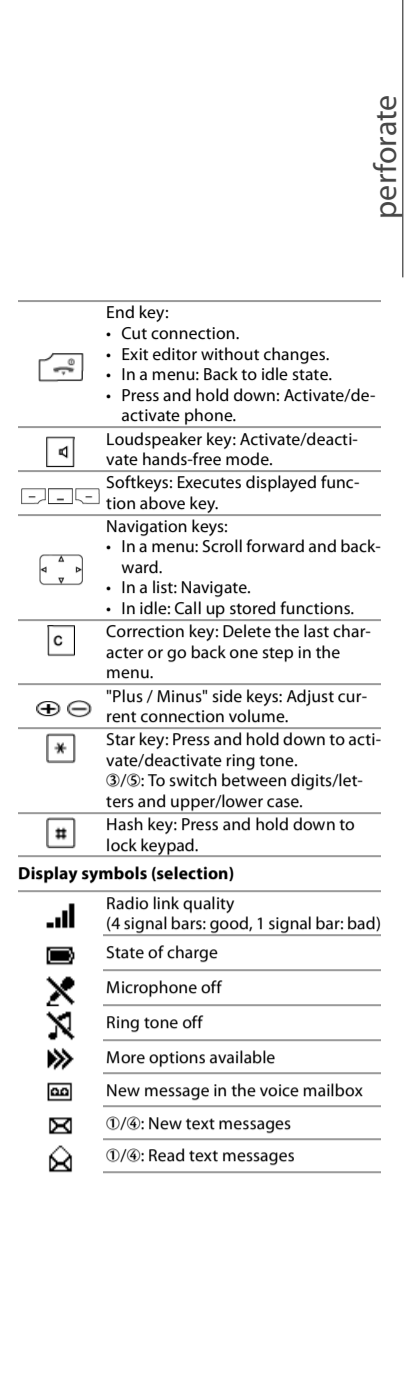 perforate
End key:
• Cut connection.
• Exit editor without changes.
• In a menu: Back to idle state.
• Press and hold down: Activate/de-
activate phone.
Loudspeaker key: Activate/deacti-
vate hands-free mode.
Softkeys: Executes displayed func-
tion above key.
Navigation keys:
• In a menu: Scroll forward and back-
ward.
• In a list: Navigate.
• In idle: Call up stored functions.
C
Correction key: Delete the last char-
acter or go back one step in the
menu.
"Plus / Minus" side keys: Adjust cur-
rent connection volume.
*
Star key: Press and hold down to acti-
vate/deactivate ring tone.
③/⑤: To switch between digits/let-
ters and upper/lower case.
#
Hash key: Press and hold down to
lock keypad.
Display symbols (selection)
Radio link quality
(4 signal bars: good, 1 signal bar: bad)
State of charge
Microphone off
Ring tone off
More options available
New message in the voice mailbox
①/④: New text messages
①/④: Read text messages